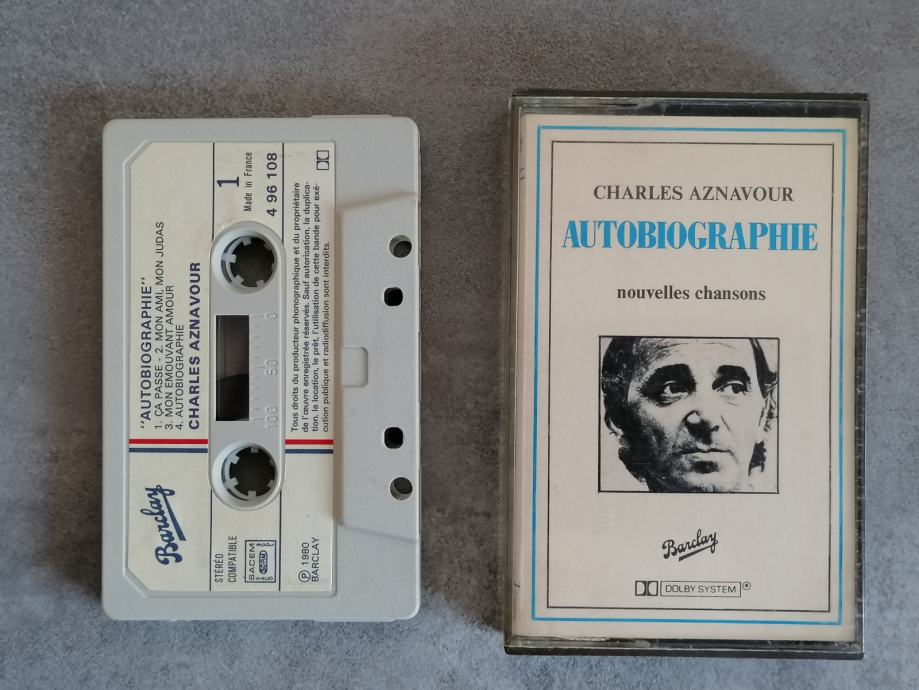 "AUTOBIOGRAPHIE"
1. ÇA PASSE - 2. MON AMI, MON JUDAS
3. MON EMOUVANT AMOUR
4. AUTOBIOGRAPHIE
CHARLES AZNAVOUR
Barclay
1
Made in France
4 96 108
STÉRÉO
COMPATIBLE
SACEM
0
50
100
Tous droits du producteur phonographique et du propriétaire
de l'œuvre enregistrée réservés. Sauf autorisation, la duplica-
tion, la location, le prêt, l'utilisation de cette bande pour exé-
cution publique et radiodiffusion sont interdits.
Ⓟ 1980
BARCLAY
CHARLES AZNAVOUR
AUTOBIOGRAPHIE
nouvelles chansons
Barclay
DOLBY SYSTEM ®